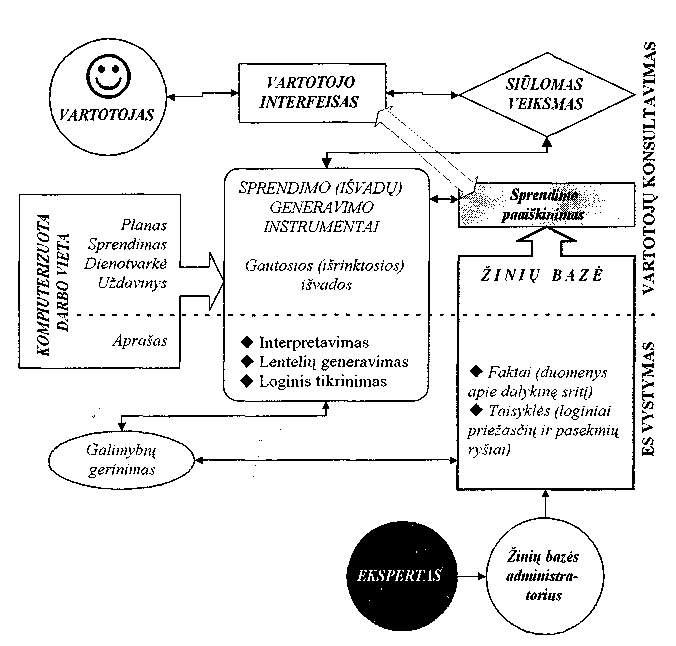 VARTOTOJAS
VARTOTOJO
INTERFEISAS
SIŪLOMAS
VEIKSMAS
VARTOTOJŲ KONSULTAVIMAS
SPRENDIMO (IŠVADŲ)
GENERAVIMO
INSTRUMENTAI
Gautosios (išrinktosios)
išvados
Sprendimo
paaiškinimas
KOMPIUTERIZUOTA
DARBO VIETA
Planas
Sprendimas
Dienotvarkė
Uždavinys
Aprašas
ŽINIŲ BAZĖ
◆ Interpretavimas
◆ Lentelių generavimas
◆ Loginis tikrinimas
◆ Faktai (duomenys
apie dalykinę sritį)
◆ Taisyklės (loginiai
priežasčių ir pasekmių
ryšiai)
ES VYSTYMAS
Galimybių
gerinimas
EKSPERTAS
Žinių bazės
administra-
torius